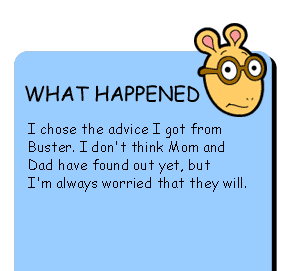 WHAT HAPPENED
I chose the advice I got from
Buster. I don't think Mom and
Dad have found out yet, but
I'm always worried that they will.